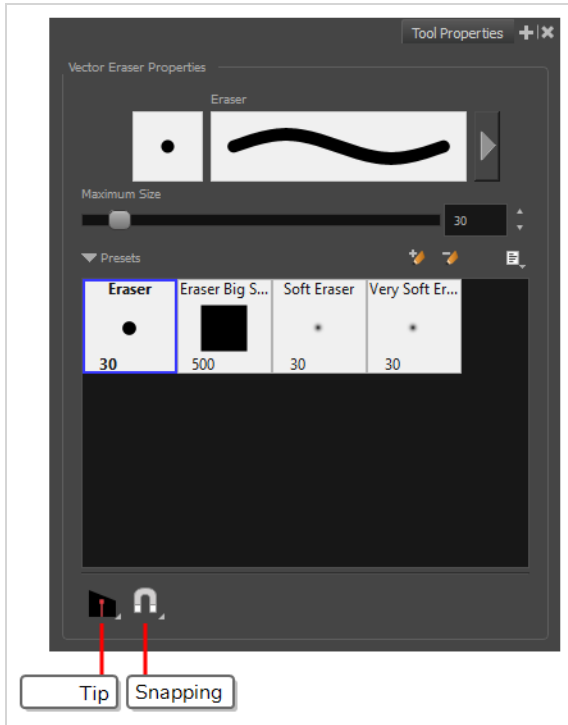 Tool Properties
Vector Eraser Properties
Eraser
Maximum Size
30
Presets
Eraser
Eraser Big S...
Soft Eraser
Very Soft Er...
30
500
30
30
Tip
Snapping